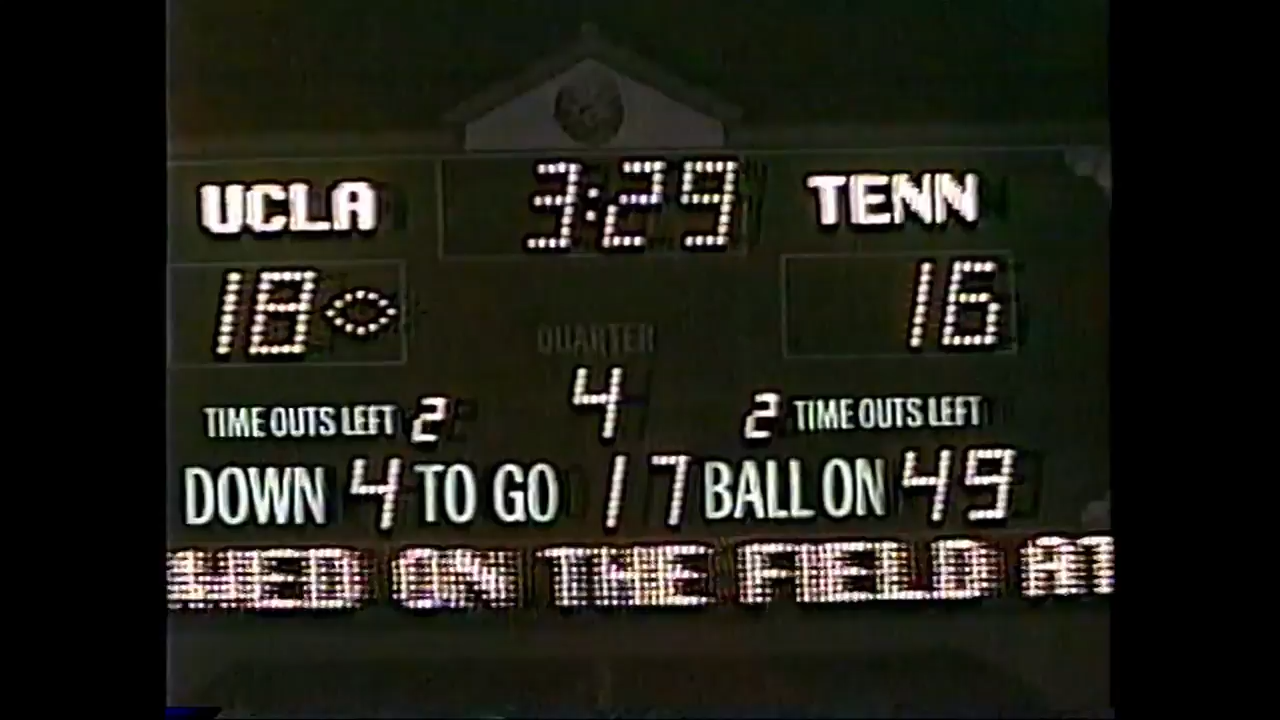 UCLA 3:29 TENN
18 16
QUARTER
4
TIME OUTS LEFT 2 2 TIME OUTS LEFT
DOWN 4 TO GO 17 BALL ON 49
ON THE FIELD AT